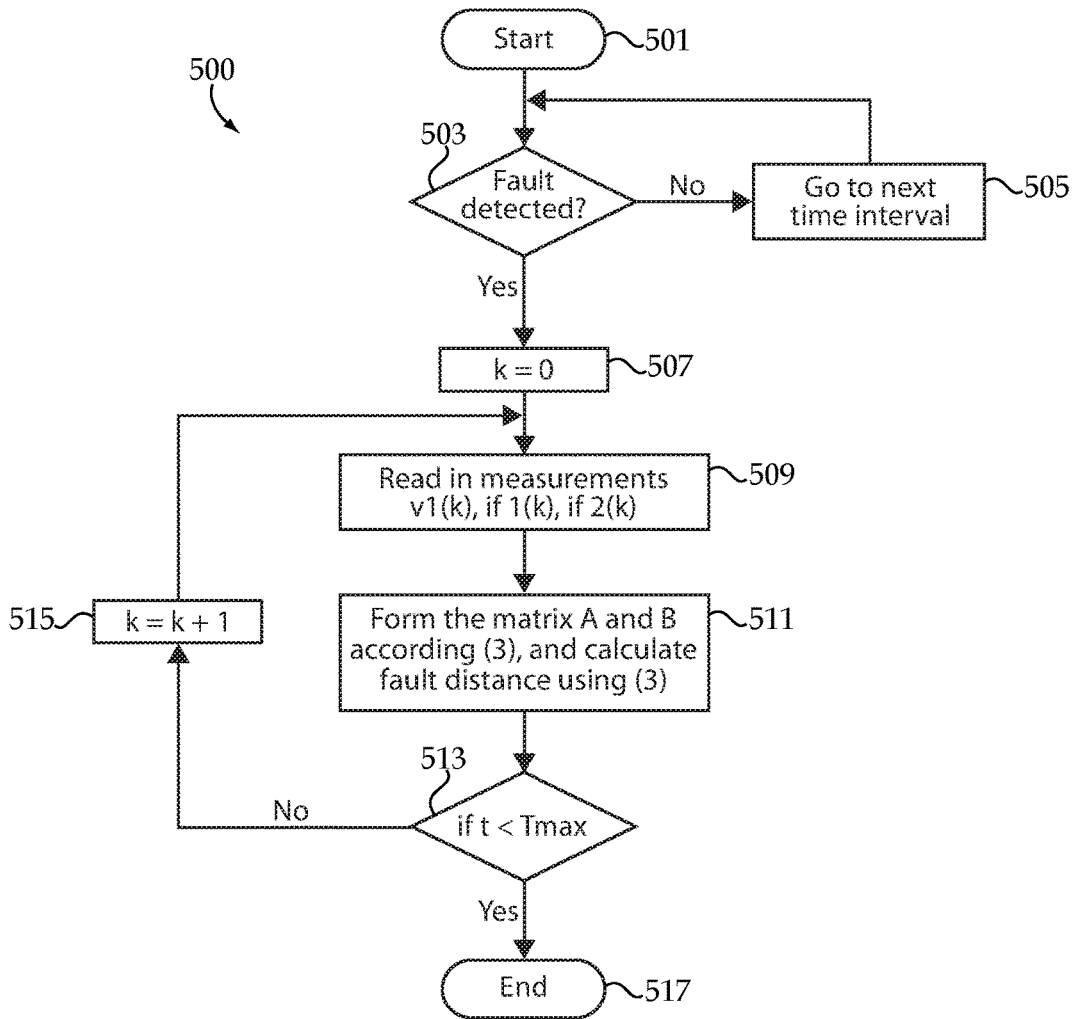 Start
501
500
503
Fault
detected?
No
Go to next
time interval
505
Yes
k = 0
507
Read in measurements
v1(k), if 1(k), if 2(k)
509
515
k = k + 1
Form the matrix A and B
according (3), and calculate
fault distance using (3)
511
513
No
if t < Tmax
Yes
End
517